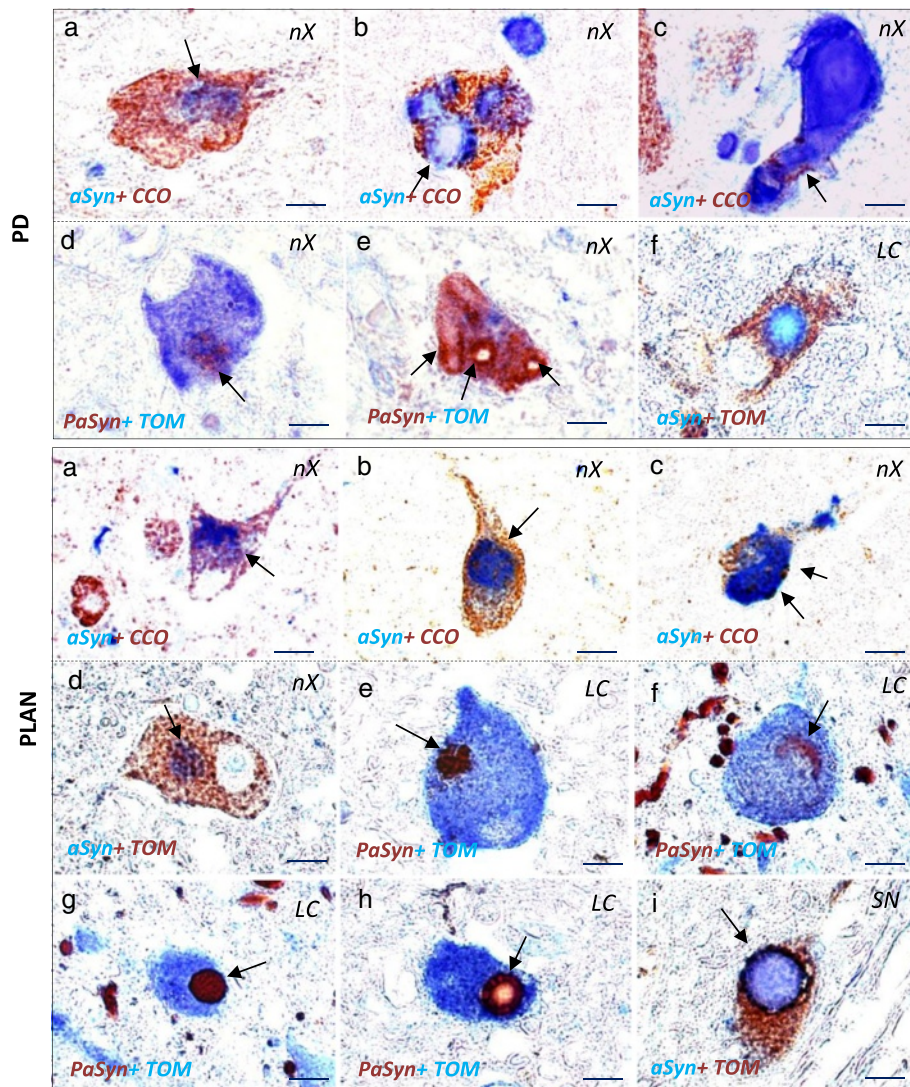 a nX b nX c nX
aSyn+ CCO aSyn+ CCO aSyn+ CCO
PD
d nX e nX f LC
PaSyn+ TOM PaSyn+ TOM aSyn+ TOM
a nX b nX c nX
aSyn+ CCO aSyn+ CCO aSyn+ CCO
PLAN
d nX e LC f LC
aSyn+ TOM PaSyn+ TOM PaSyn+ TOM
g LC h LC i SN
PaSyn+ TOM PaSyn+ TOM aSyn+ TOM